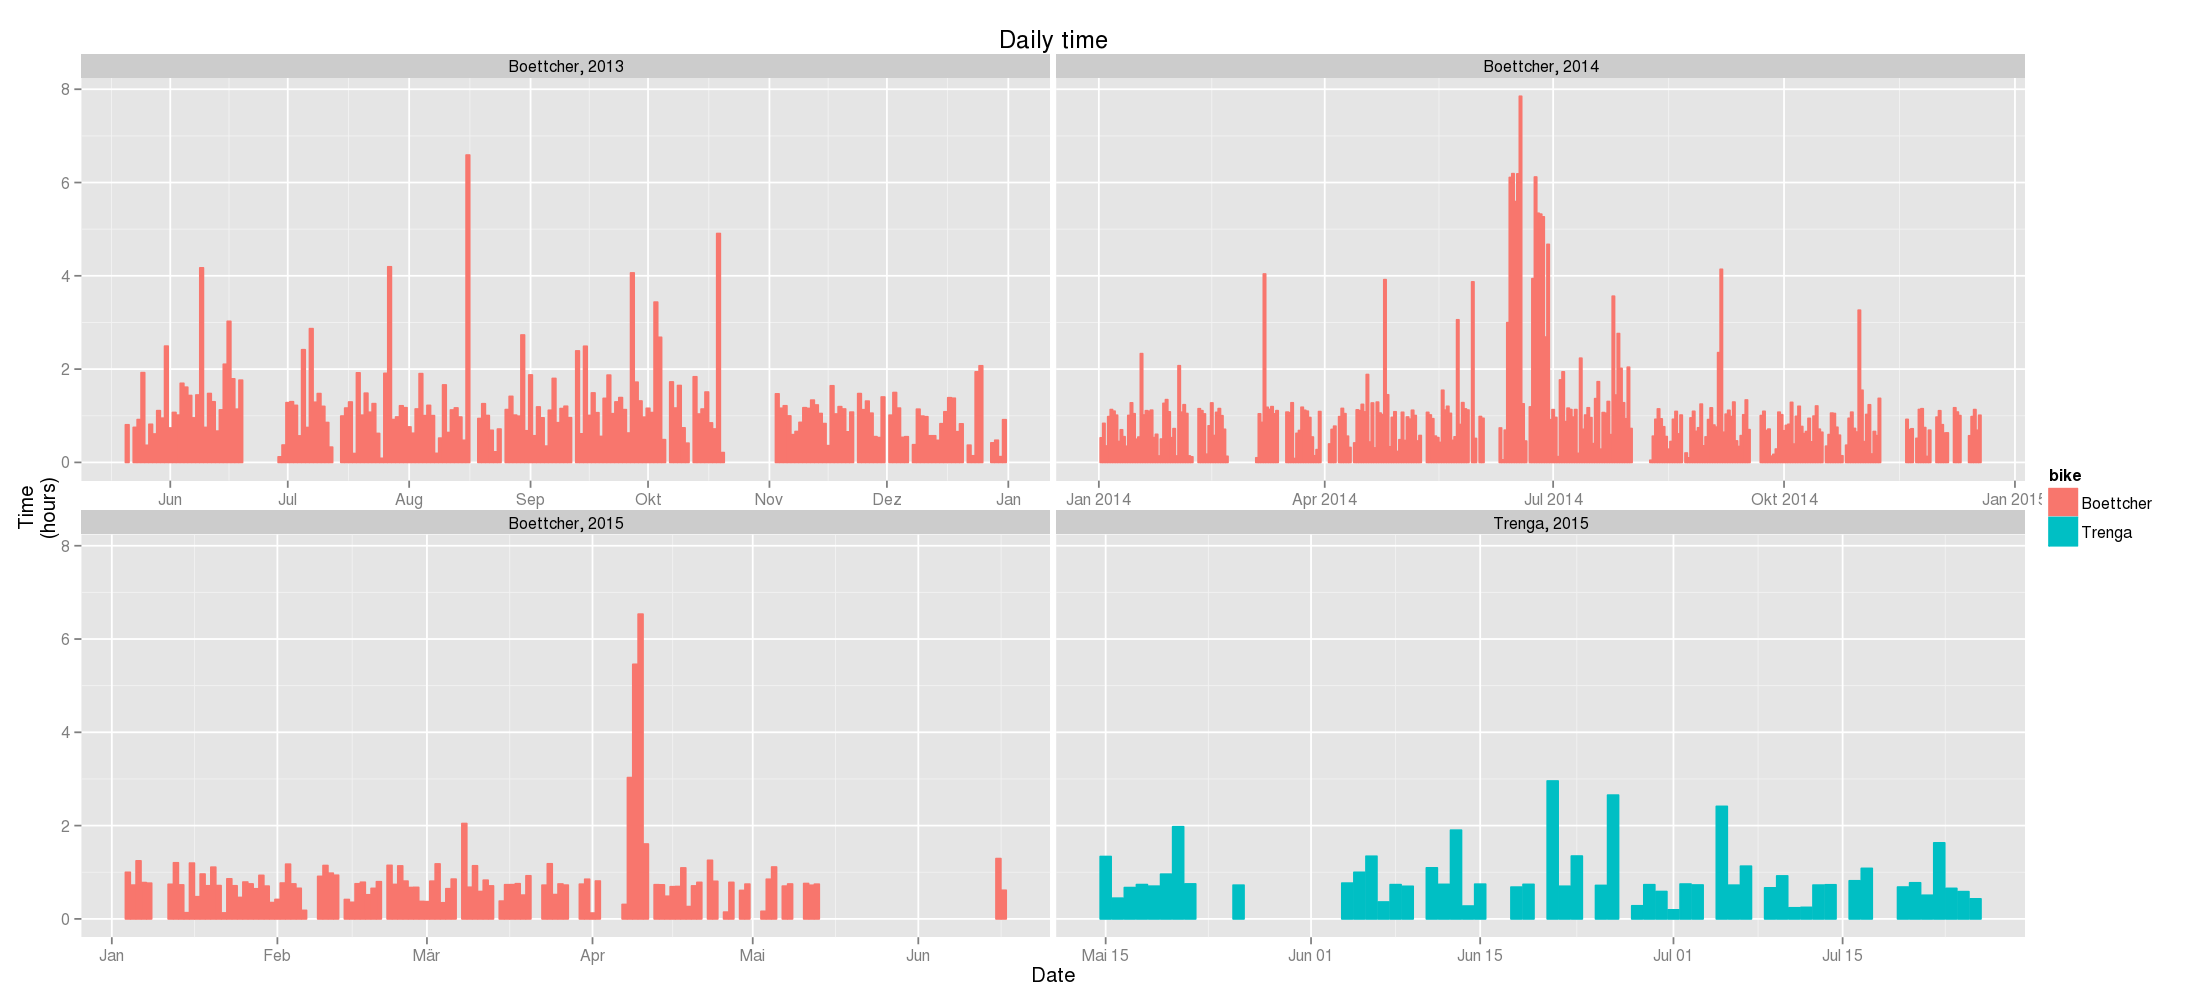 Daily time
Boettcher, 2013
Boettcher, 2014
8
6
4
2
0
Jun Jul Aug Sep Okt Nov Dez Jan
Jan 2014 Apr 2014 Jul 2014 Okt 2014 Jan 2015
Time
(hours)
bike
Boettcher
Trenga
Boettcher, 2015
Trenga, 2015
8
6
4
2
0
Jan Feb Mär Apr Mai Jun
Mai 15 Jun 01 Jun 15 Jul 01 Jul 15
Date